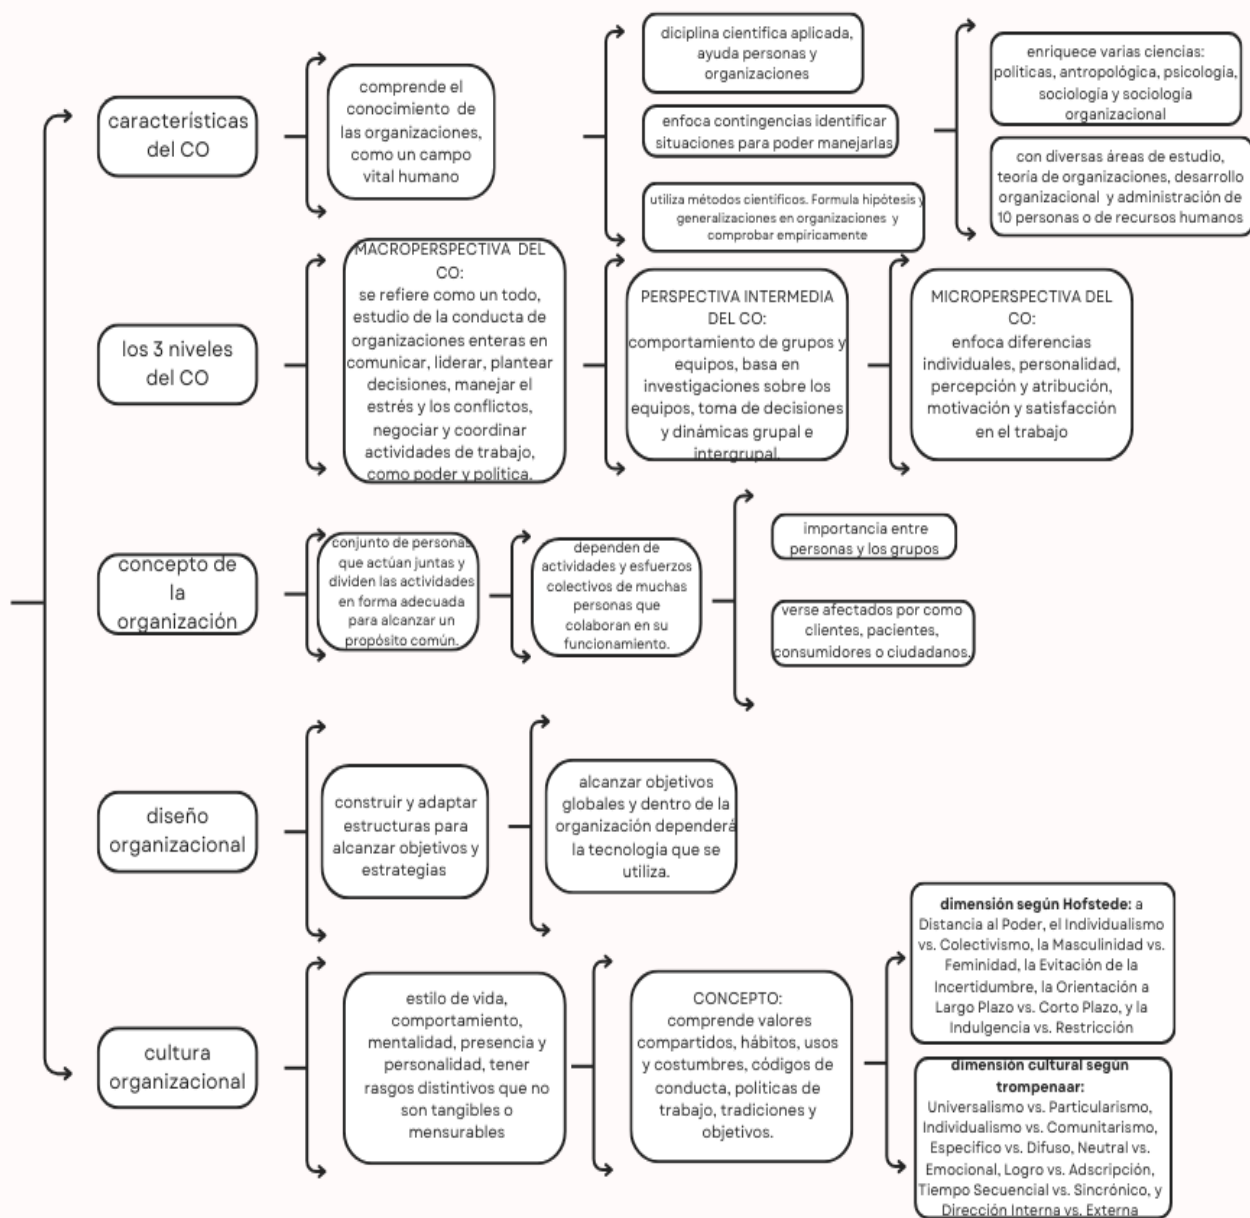 características
del CO
comprende el
conocimiento de
las organizaciones,
como un campo
vital humano
diciplina científica aplicada,
ayuda personas y
organizaciones
enfoca contingencias identificar
situaciones para poder manejarlas
utiliza métodos científicos. Formula hipótesis y
generalizaciones en organizaciones y
comprobar empíricamente
enriquece varias ciencias:
políticas, antropológica, psicología,
sociología y sociología
organizacional
con diversas áreas de estudio,
teoría de organizaciones, desarrollo
organizacional y administración de
10 personas o de recursos humanos
los 3 niveles
del CO
MACROPERSPECTIVA DEL
CO:
se refiere como un todo,
estudio de la conducta de
organizaciones enteras en
comunicar, liderar, plantear
decisiones, manejar el
estrés y los conflictos,
negociar y coordinar
actividades de trabajo,
como poder y política.
PERSPECTIVA INTERMEDIA
DEL CO:
comportamiento de grupos y
equipos, basa en
investigaciones sobre los
equipos, toma de decisiones
y dinámicas grupal e
intergrupal.
MICROPERSPECTIVA DEL
CO:
enfoca diferencias
individuales, personalidad,
percepción y atribución,
motivación y satisfacción
en el trabajo
concepto de
la
organización
conjunto de personas
que actúan juntas y
dividen las actividades
en forma adecuada
para alcanzar un
propósito común.
dependen de
actividades y esfuerzos
colectivos de muchas
personas que
colaboran en su
funcionamiento.
importancia entre
personas y los grupos
verse afectados por como
clientes, pacientes,
consumidores o ciudadanos.
diseño
organizacional
construir y adaptar
estructuras para
alcanzar objetivos y
estrategias
alcanzar objetivos
globales y dentro de la
organización dependerá
la tecnología que se
utiliza.
cultura
organizacional
estilo de vida,
comportamiento,
mentalidad, presencia y
personalidad, tener
rasgos distintivos que no
son tangibles o
mensurables
CONCEPTO:
comprende valores
compartidos, hábitos, usos
y costumbres, códigos de
conducta, políticas de
trabajo, tradiciones y
objetivos.
dimensión según Hofstede: a
Distancia al Poder, el Individualismo
vs. Colectivismo, la Masculinidad vs.
Feminidad, la Evitación de la
Incertidumbre, la Orientación a
Largo Plazo vs. Corto Plazo, y la
Indulgencia vs. Restricción
dimensión cultural según
trompenaar:
Universalismo vs. Particularismo,
Individualismo vs. Comunitarismo,
Específico vs. Difuso, Neutral vs.
Emocional, Logro vs. Adscripción,
Tiempo Secuencial vs. Sincrónico, y
Dirección Interna vs. Externa